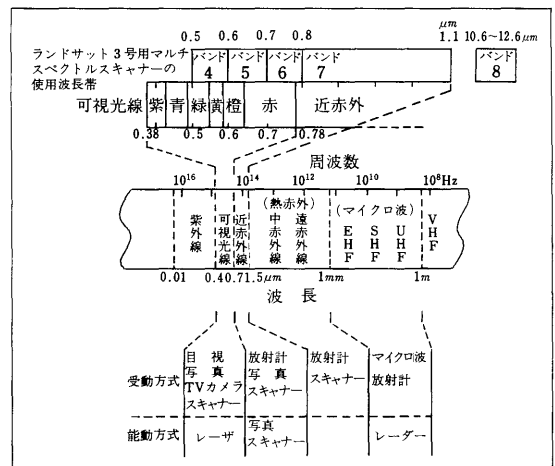 μm
0.5 0.6 0.7 0.8 1.1 10.6~12.6μm
ランドサット3号用マルチ
スペクトルスキャナーの
使用波長帯
バンド 4
バンド 5
バンド 6
バンド 7
バンド 8
可視光線 紫 青 緑 黄 橙 赤 近赤外
0.38 0.5 0.6 0.7 0.78
周波数
10¹⁶ 10¹⁴ 10¹² 10¹⁰ 10⁸Hz
紫外線
可視光線
近赤外線
(熱赤外)
中赤外線
遠赤外線
(マイクロ波)
EHF
SHF
UHF
VHF
0.01 0.4 0.7 1.5μm 1mm 1m
波長
受動方式
目視
写真
TVカメラ
スキャナー
放射計
写真
スキャナー
放射計
スキャナー
マイクロ波
放射計
能動方式
レーザ
写真
スキャナー
レーダー